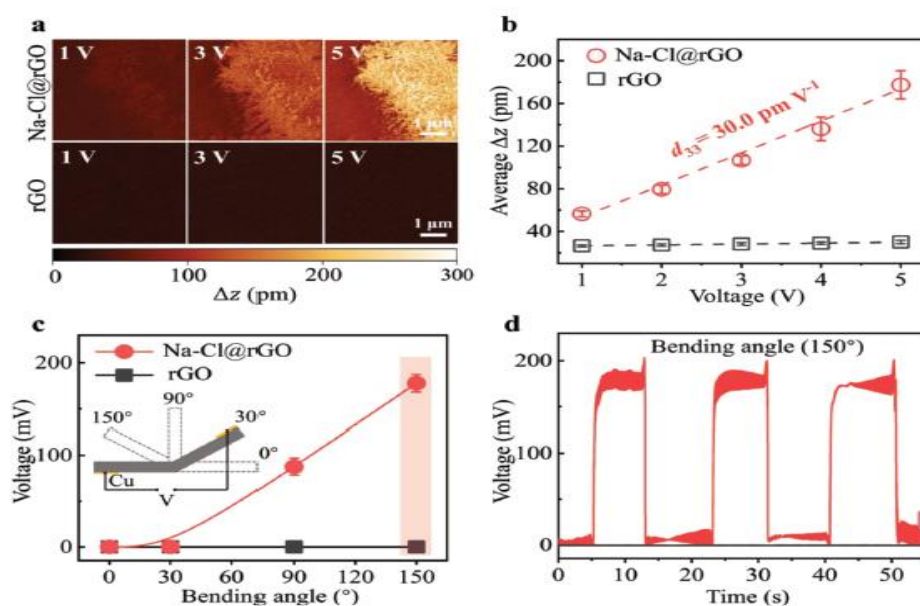 a
Na-Cl@rGO
1 V
3 V
5 V
1 μm
rGO
1 V
3 V
5 V
1 μm
0
100
200
300
Δz (pm)
b
Na-Cl@rGO
rGO
d33 = 30.0 pm V⁻¹
Average Δz (pm)
200
160
120
80
40
1
2
3
4
5
Voltage (V)
c
Na-Cl@rGO
rGO
150°
90°
30°
0°
Cu
V
Voltage (mV)
200
100
0
0
30
60
90
120
150
Bending angle (°)
d
Bending angle (150°)
Voltage (mV)
200
100
0
0
10
20
30
40
50
Time (s)